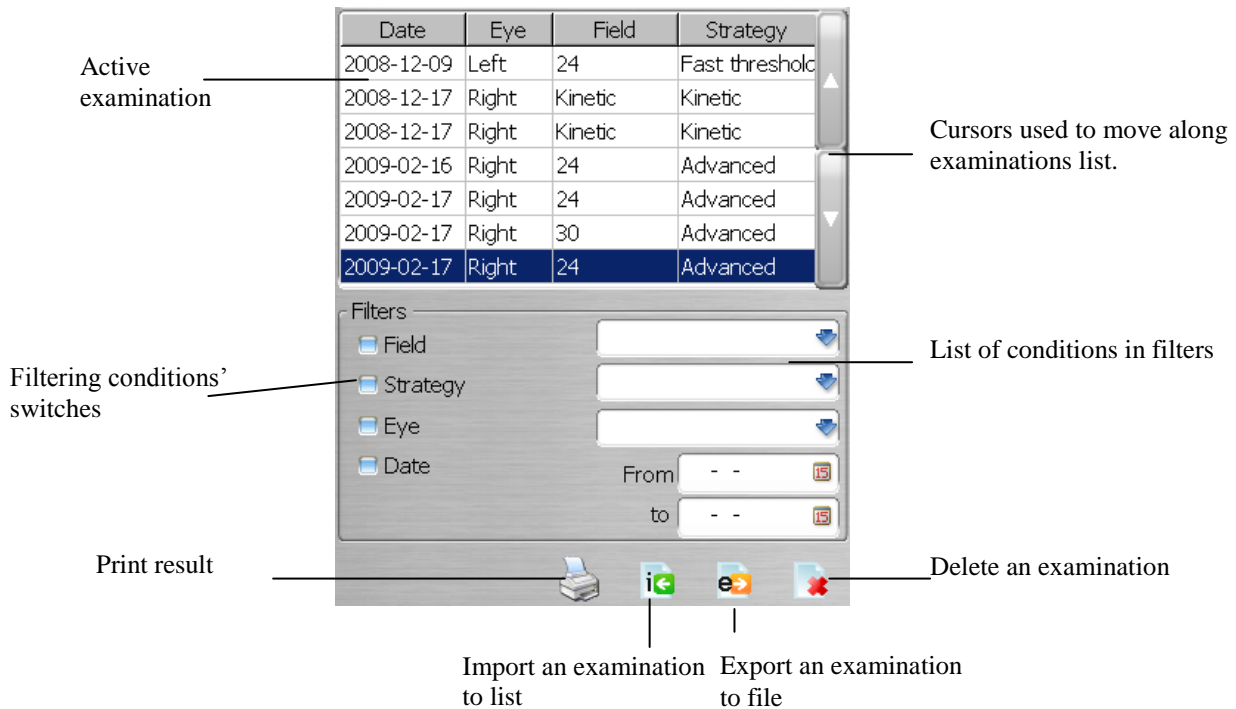 Date Eye Field Strategy
2008-12-09 Left 24 Fast threshold
2008-12-17 Right Kinetic Kinetic
2008-12-17 Right Kinetic Kinetic
2009-02-16 Right 24 Advanced
2009-02-17 Right 24 Advanced
2009-02-17 Right 30 Advanced
2009-02-17 Right 24 Advanced
Active
examination
Cursors used to move along
examinations list.
Filters
Field
Strategy
Eye
Date
From - - 15
to - - 15
List of conditions in filters
Filtering conditions’
switches
Print result
i
e
Delete an examination
Import an examination
to list
Export an examination
to file